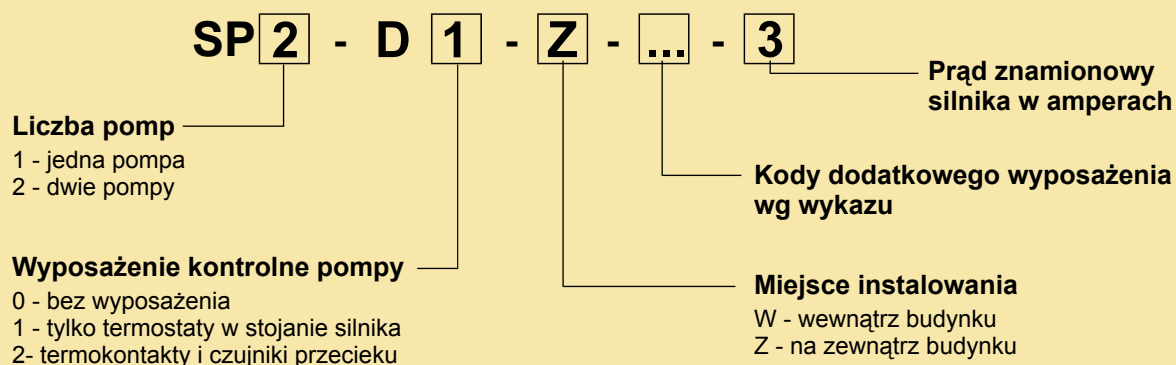 SP 2 - D 1 - Z - ... - 3
Prąd znamionowy
silnika w amperach
Liczba pomp
1 - jedna pompa
2 - dwie pompy
Kody dodatkowego wyposażenia
wg wykazu
Wyposażenie kontrolne pompy
0 - bez wyposażenia
1 - tylko termostaty w stojanie silnika
2- termokontakty i czujniki przecieku
Miejsce instalowania
W - wewnątrz budynku
Z - na zewnątrz budynku